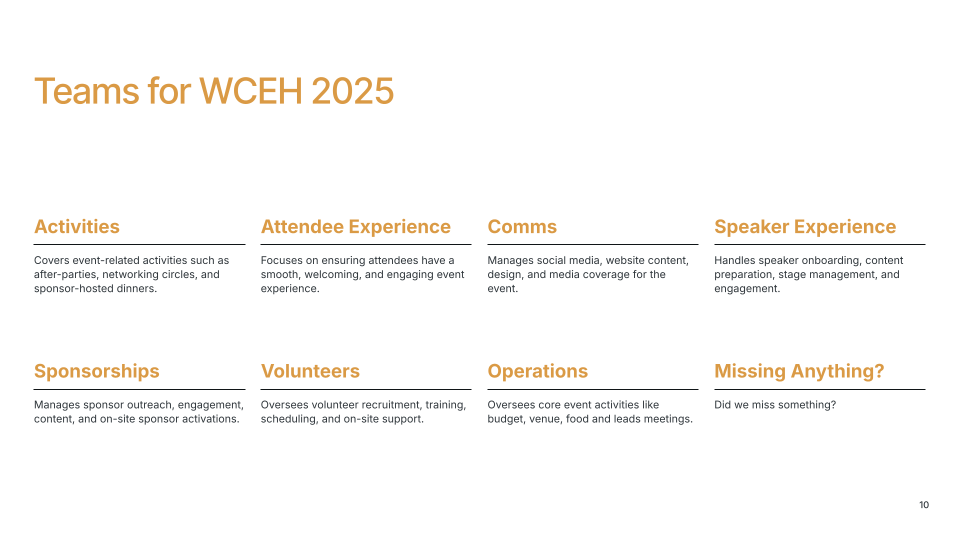 Teams for WCEH 2025
Activities
Covers event-related activities such as
after-parties, networking circles, and
sponsor-hosted dinners.
Attendee Experience
Focuses on ensuring attendees have a
smooth, welcoming, and engaging event
experience.
Comms
Manages social media, website content,
design, and media coverage for the
event.
Speaker Experience
Handles speaker onboarding, content
preparation, stage management, and
engagement.
Sponsorships
Manages sponsor outreach, engagement,
content, and on-site sponsor activations.
Volunteers
Oversees volunteer recruitment, training,
scheduling, and on-site support.
Operations
Oversees core event activities like
budget, venue, food and leads meetings.
Missing Anything?
Did we miss something?
10